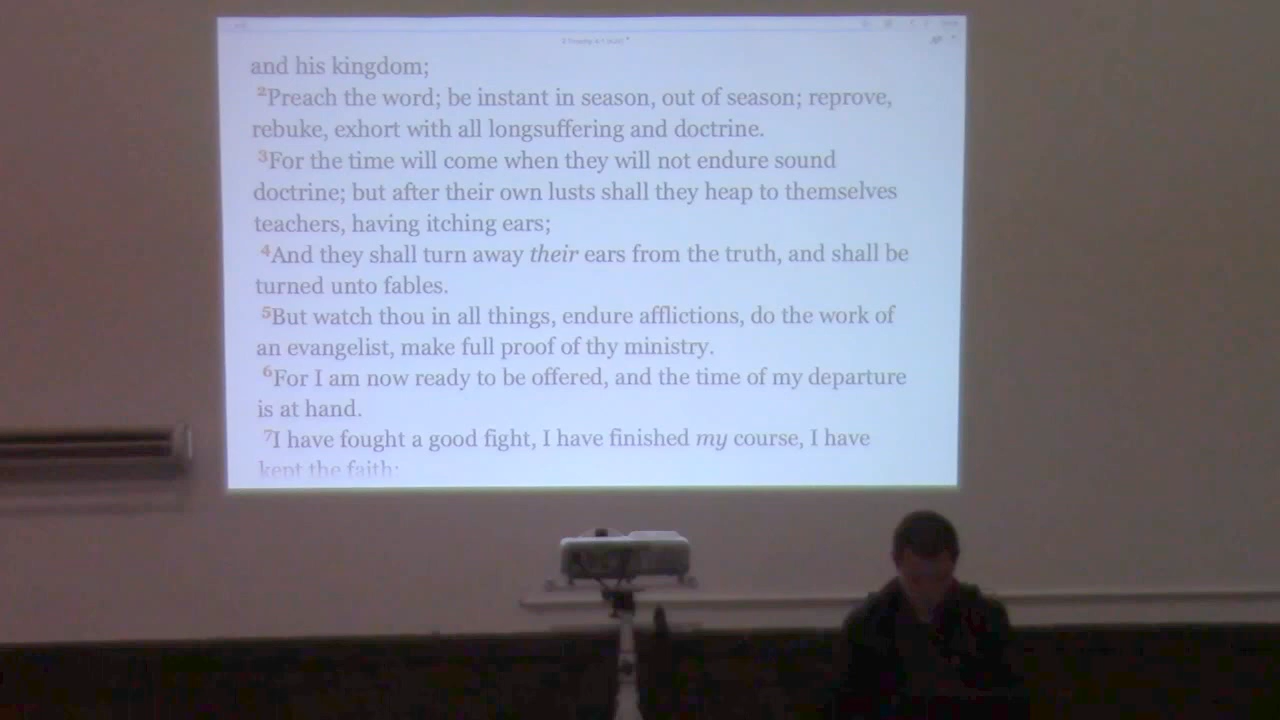 and his kingdom;
2Preach the word; be instant in season, out of season; reprove,
rebuke, exhort with all longsuffering and doctrine.
3For the time will come when they will not endure sound
doctrine; but after their own lusts shall they heap to themselves
teachers, having itching ears;
4And they shall turn away their ears from the truth, and shall be
turned unto fables.
5But watch thou in all things, endure afflictions, do the work of
an evangelist, make full proof of thy ministry.
6For I am now ready to be offered, and the time of my departure
is at hand.
7I have fought a good fight, I have finished my course, I have
kept the faith: